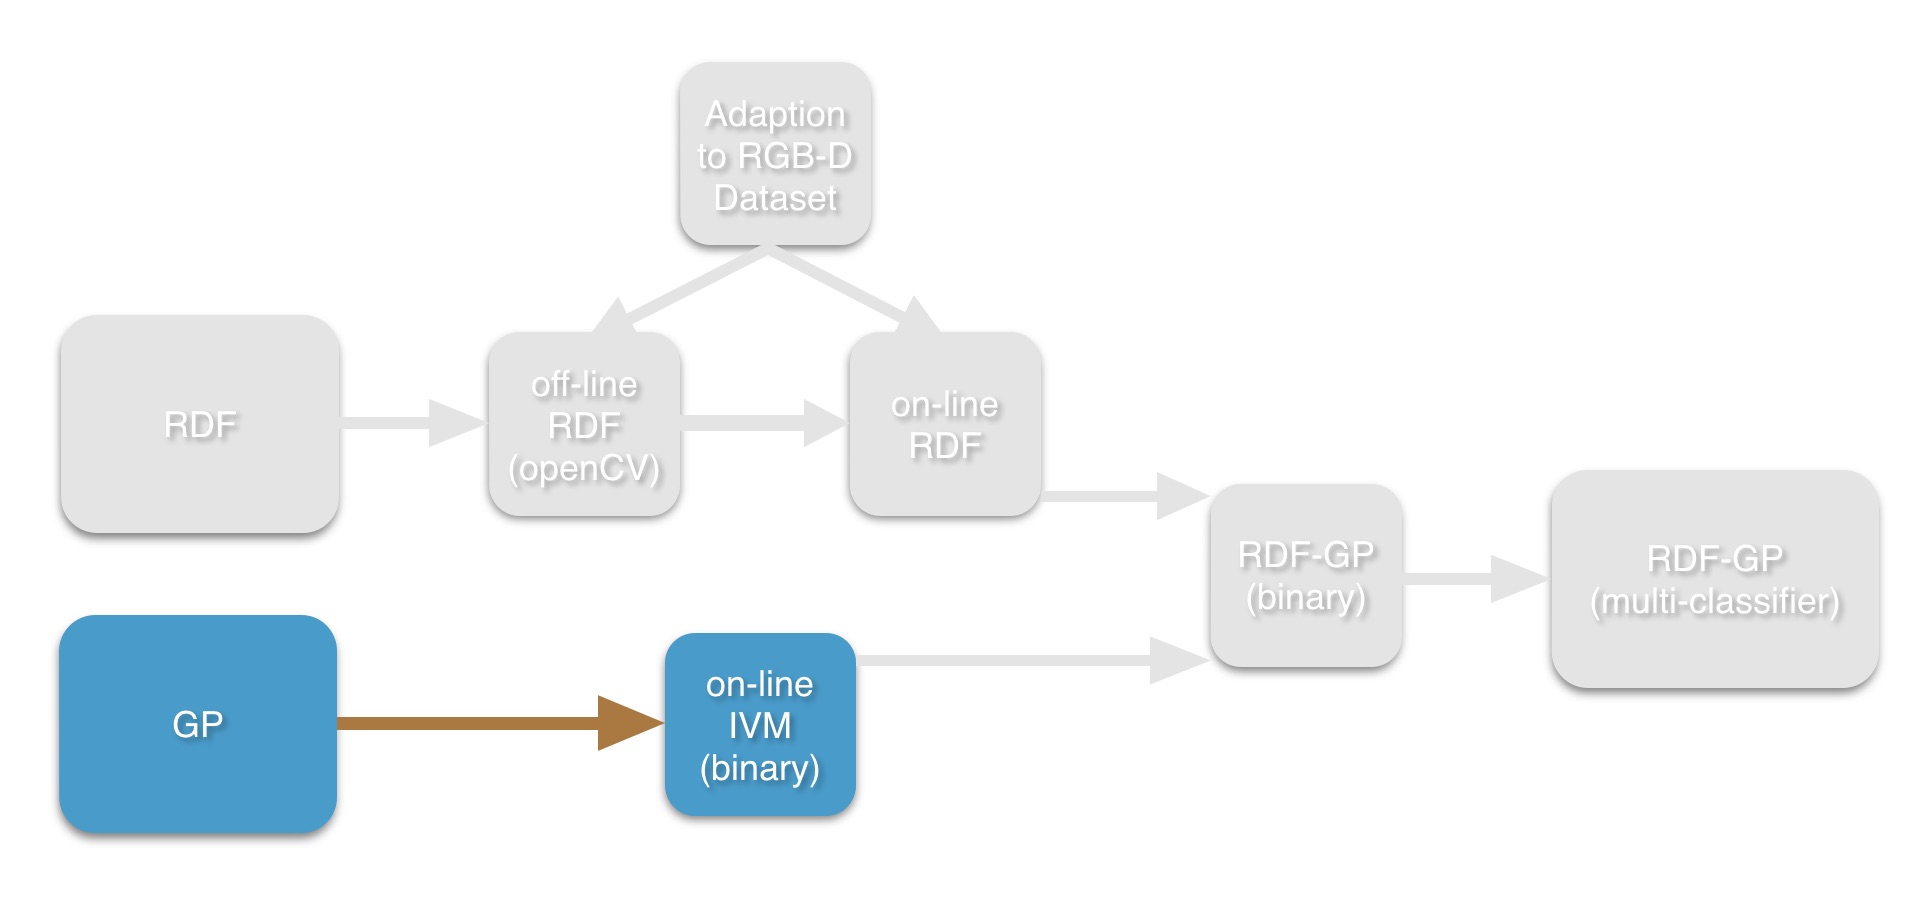 Adaption
to RGB-D
Dataset
RDF
off-line
RDF
(openCV)
on-line
RDF
RDF-GP
(binary)
RDF-GP
(multi-classifier)
GP
on-line
IVM
(binary)